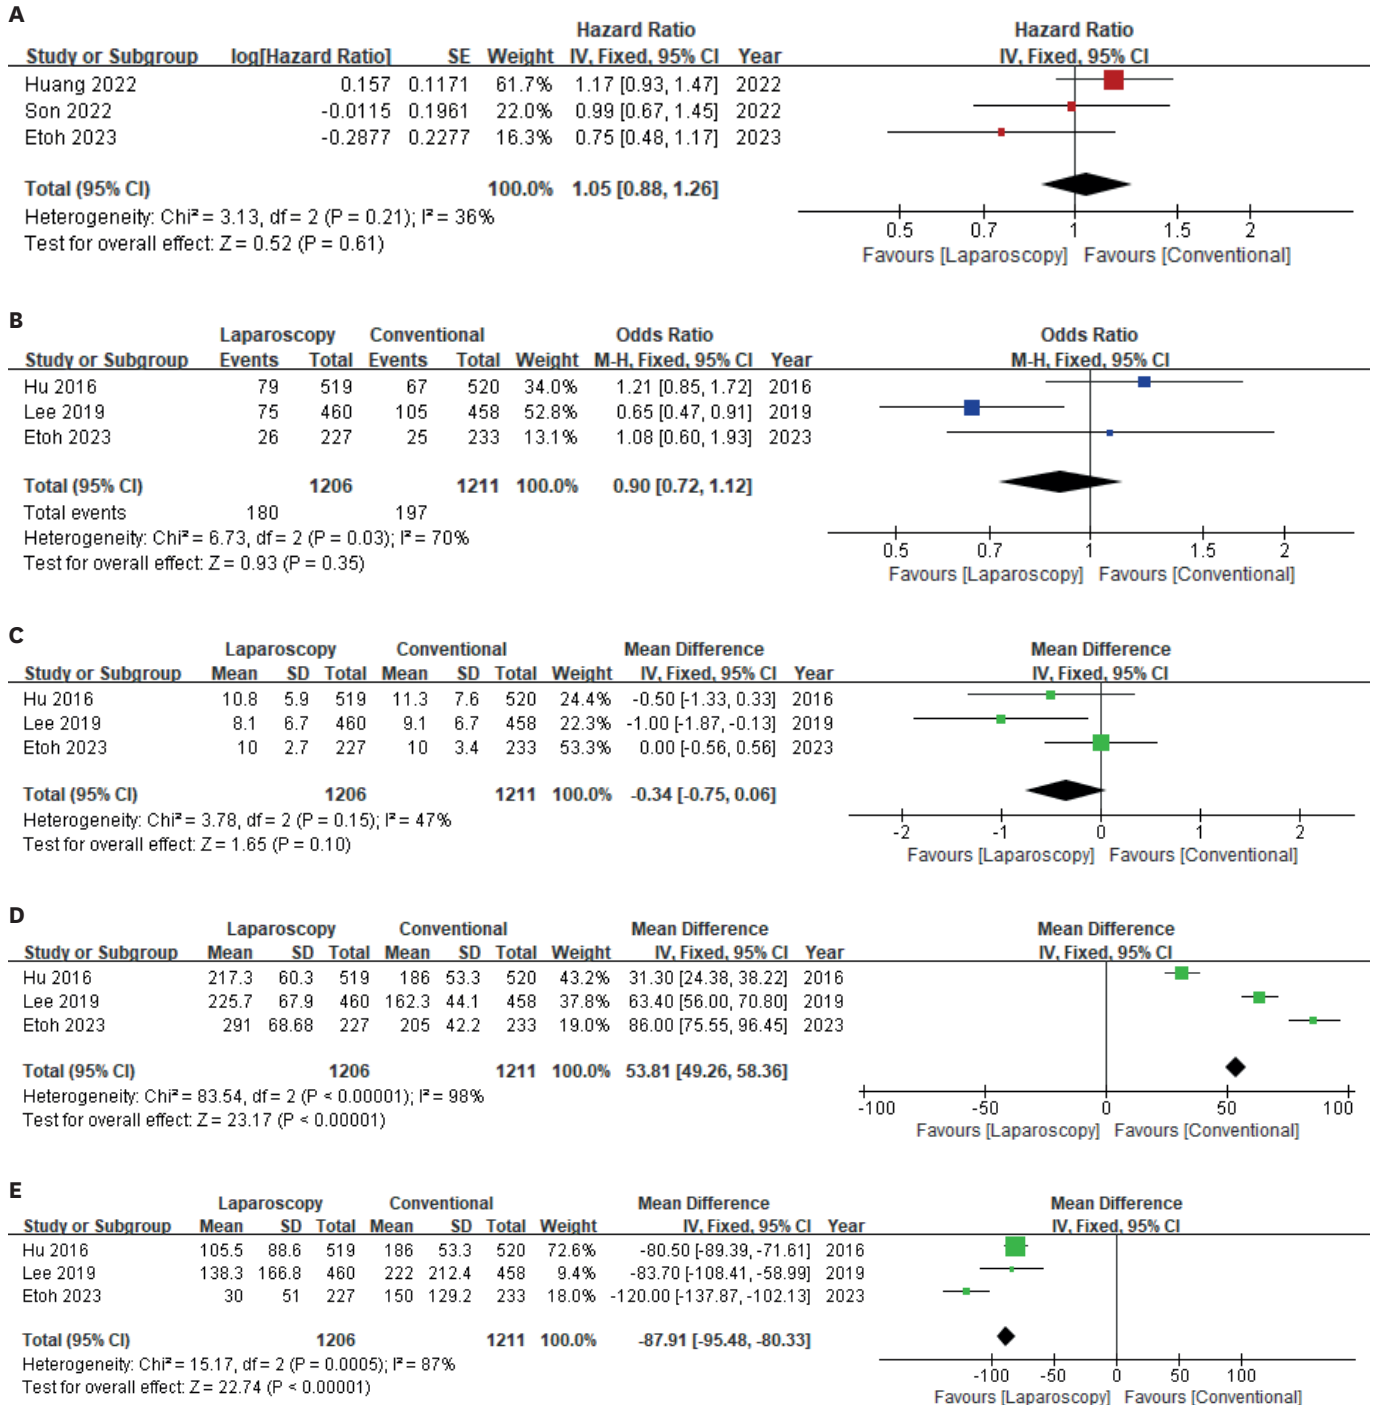 A
Hazard Ratio Hazard Ratio
Study or Subgroup log[Hazard Ratio] SE Weight IV, Fixed, 95% CI Year IV, Fixed, 95% CI
Huang 2022 0.157 0.1171 61.7% 1.17 [0.93, 1.47] 2022
Son 2022 -0.0115 0.1961 22.0% 0.99 [0.67, 1.45] 2022
Etoh 2023 -0.2877 0.2277 16.3% 0.75 [0.48, 1.17] 2023
Total (95% CI) 100.0% 1.05 [0.88, 1.26]
Heterogeneity: Chi² = 3.13, df = 2 (P = 0.21); I² = 36%
Test for overall effect: Z = 0.52 (P = 0.61)
0.5 0.7 1 1.5 2
Favours [Laparoscopy] Favours [Conventional]
B
Laparoscopy Conventional Odds Ratio Odds Ratio
Study or Subgroup Events Total Events Total Weight M-H, Fixed, 95% CI Year M-H, Fixed, 95% CI
Hu 2016 79 519 67 520 34.0% 1.21 [0.85, 1.72] 2016
Lee 2019 75 460 105 458 52.8% 0.65 [0.47, 0.91] 2019
Etoh 2023 26 227 25 233 13.1% 1.08 [0.60, 1.93] 2023
Total (95% CI) 1206 1211 100.0% 0.90 [0.72, 1.12]
Total events 180 197
Heterogeneity: Chi² = 6.73, df = 2 (P = 0.03); I² = 70%
Test for overall effect: Z = 0.93 (P = 0.35)
0.5 0.7 1 1.5 2
Favours [Laparoscopy] Favours [Conventional]
C
Laparoscopy Conventional Mean Difference Mean Difference
Study or Subgroup Mean SD Total Mean SD Total Weight IV, Fixed, 95% CI Year IV, Fixed, 95% CI
Hu 2016 10.8 5.9 519 11.3 7.6 520 24.4% -0.50 [-1.33, 0.33] 2016
Lee 2019 8.1 6.7 460 9.1 6.7 458 22.3% -1.00 [-1.87, -0.13] 2019
Etoh 2023 10 2.7 227 10 3.4 233 53.3% 0.00 [-0.56, 0.56] 2023
Total (95% CI) 1206 1211 100.0% -0.34 [-0.75, 0.06]
Heterogeneity: Chi² = 3.78, df = 2 (P = 0.15); I² = 47%
Test for overall effect: Z = 1.65 (P = 0.10)
-2 -1 0 1 2
Favours [Laparoscopy] Favours [Conventional]
D
Laparoscopy Conventional Mean Difference Mean Difference
Study or Subgroup Mean SD Total Mean SD Total Weight IV, Fixed, 95% CI Year IV, Fixed, 95% CI
Hu 2016 217.3 60.3 519 186 53.3 520 43.2% 31.30 [24.38, 38.22] 2016
Lee 2019 225.7 67.9 460 162.3 44.1 458 37.8% 63.40 [56.00, 70.80] 2019
Etoh 2023 291 68.68 227 205 42.2 233 19.0% 86.00 [75.55, 96.45] 2023
Total (95% CI) 1206 1211 100.0% 53.81 [49.26, 58.36]
Heterogeneity: Chi² = 83.54, df = 2 (P < 0.00001); I² = 98%
Test for overall effect: Z = 23.17 (P < 0.00001)
-100 -50 0 50 100
Favours [Laparoscopy] Favours [Conventional]
E
Laparoscopy Conventional Mean Difference Mean Difference
Study or Subgroup Mean SD Total Mean SD Total Weight IV, Fixed, 95% CI Year IV, Fixed, 95% CI
Hu 2016 105.5 88.6 519 186 53.3 520 72.6% -80.50 [-89.39, -71.61] 2016
Lee 2019 138.3 166.8 460 222 212.4 458 9.4% -83.70 [-108.41, -58.99] 2019
Etoh 2023 30 51 227 150 129.2 233 18.0% -120.00 [-137.87, -102.13] 2023
Total (95% CI) 1206 1211 100.0% -87.91 [-95.48, -80.33]
Heterogeneity: Chi² = 15.17, df = 2 (P = 0.0005); I² = 87%
Test for overall effect: Z = 22.74 (P < 0.00001)
-100 -50 0 50 100
Favours [Laparoscopy] Favours [Conventional]